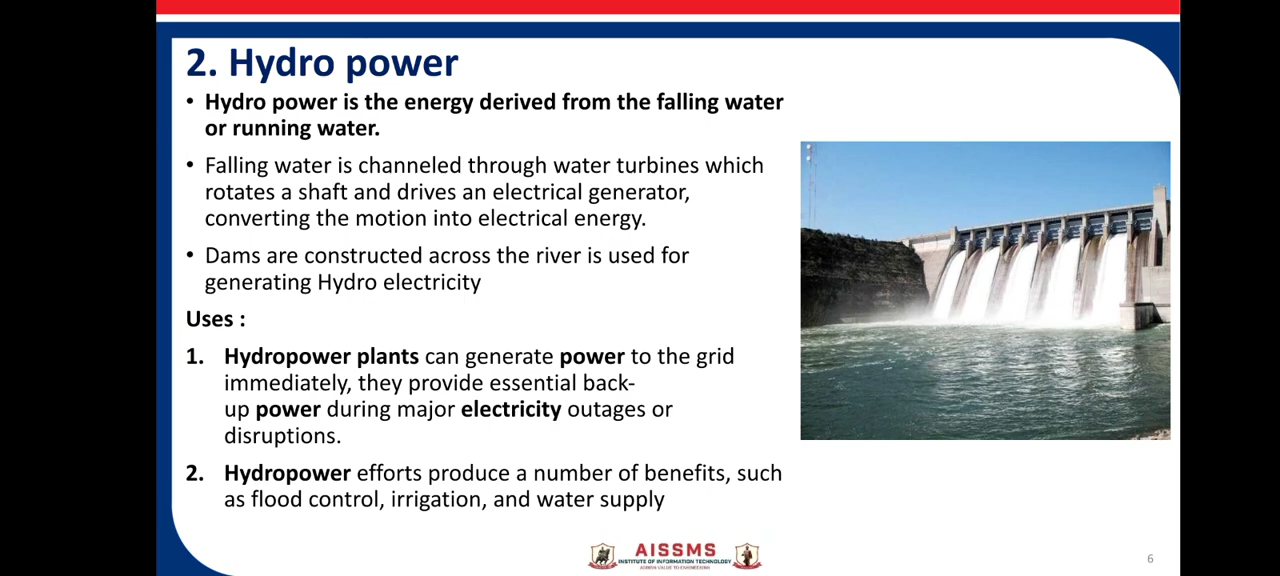 2. Hydro power
• Hydro power is the energy derived from the falling water
or running water.
• Falling water is channeled through water turbines which
rotates a shaft and drives an electrical generator,
converting the motion into electrical energy.
• Dams are constructed across the river is used for
generating Hydro electricity
Uses :
1. Hydropower plants can generate power to the grid
immediately, they provide essential back-
up power during major electricity outages or
disruptions.
2. Hydropower efforts produce a number of benefits, such
as flood control, irrigation, and water supply
AISSMS
INSTITUTE OF INFORMATION TECHNOLOGY
ADDING VALUE TO ENGINEERING
6